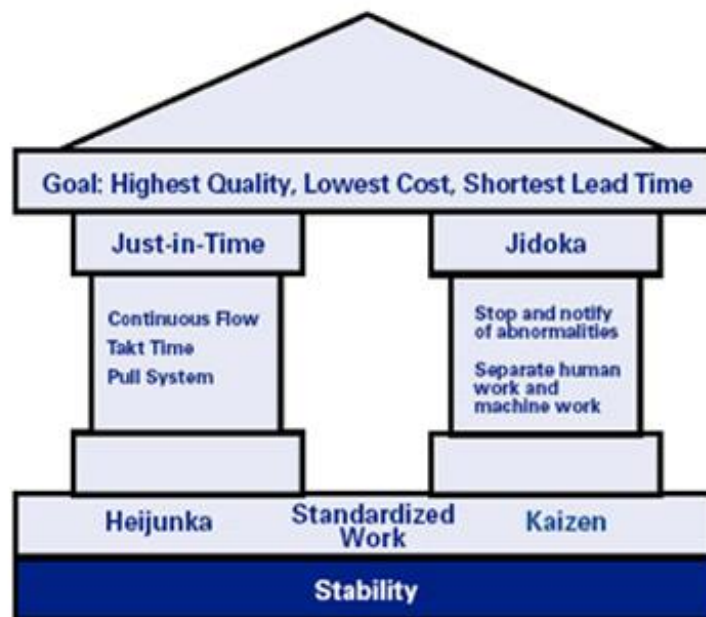 Goal: Highest Quality, Lowest Cost, Shortest Lead Time
Just-in-Time
Continuous Flow
Takt Time
Pull System
Jidoka
Stop and notify
of abnormalities
Separate human
work and
machine work
Heijunka
Standardized
Work
Kaizen
Stability